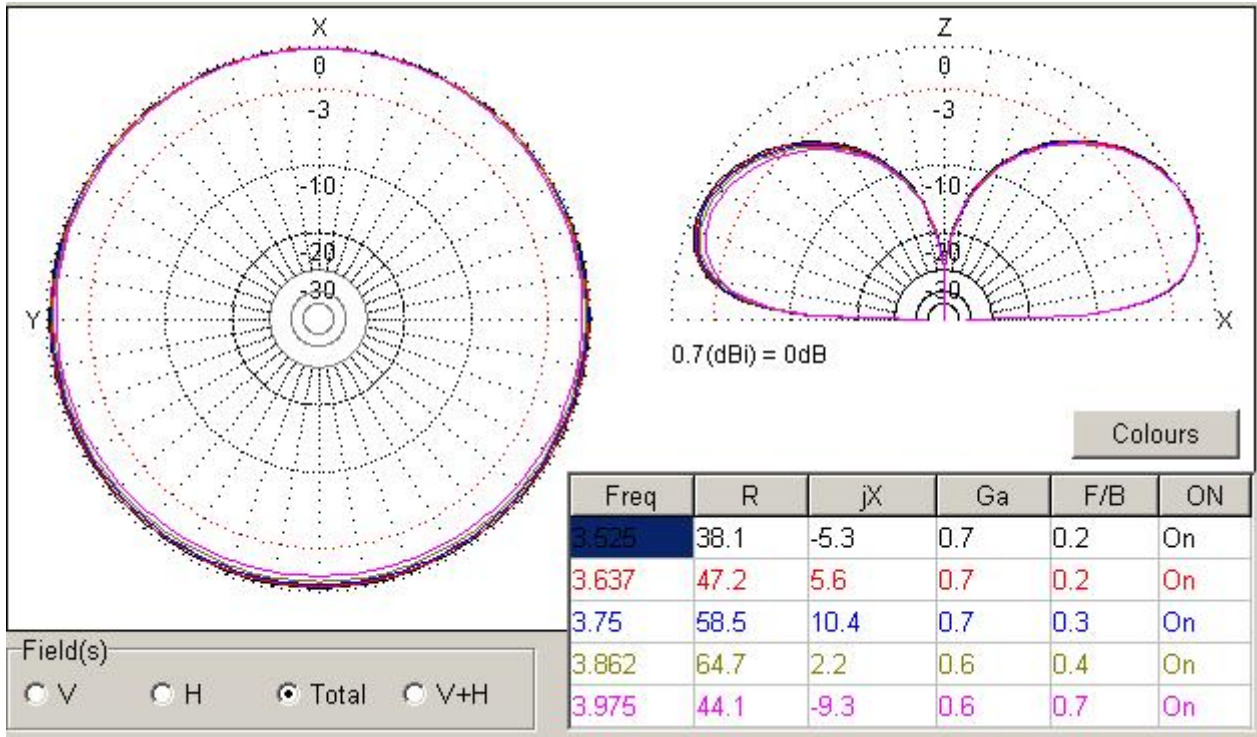 X
0
-3
-10
-20
-30
Y
Z
0
-3
-10
-20
-30
X
0.7(dBi) = 0dB
Colours
Freq R jX Ga F/B ON
3.525 38.1 -5.3 0.7 0.2 On
3.637 47.2 5.6 0.7 0.2 On
3.75 58.5 10.4 0.7 0.3 On
3.862 64.7 2.2 0.6 0.4 On
3.975 44.1 -9.3 0.6 0.7 On
Field(s)
V H Total V+H